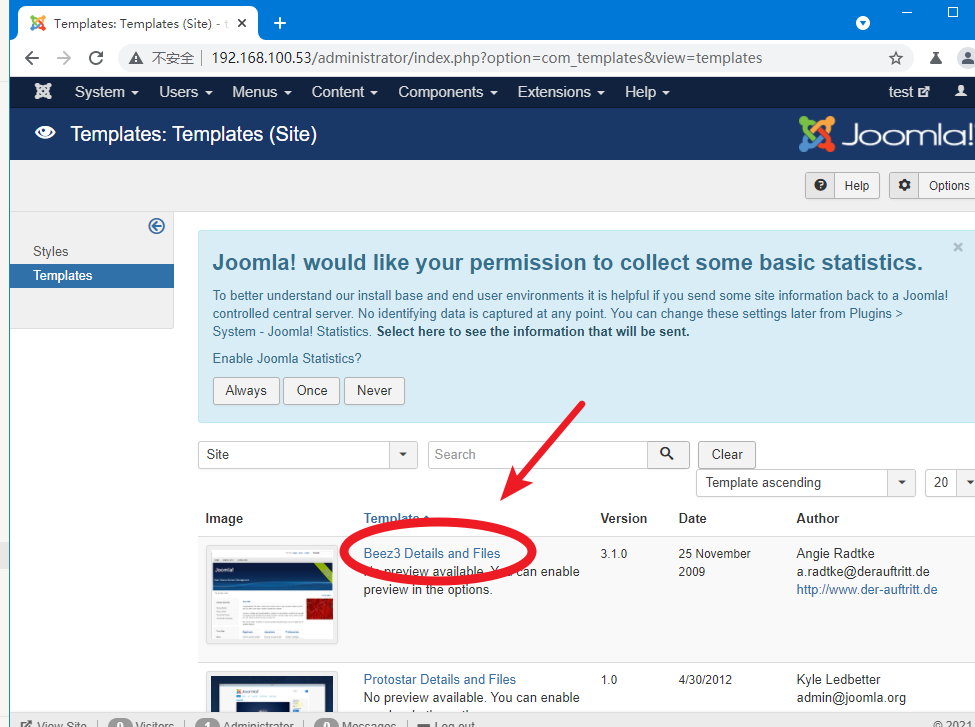 Templates: Templates (Site) - t
不安全 192.168.100.53/administrator/index.php?option=com_templates&view=templates
System Users Menus Content Components Extensions Help test
Templates: Templates (Site) Joomla!
Help Options
Styles
Templates
Joomla! would like your permission to collect some basic statistics.
To better understand our install base and end user environments it is helpful if you send some site information back to a Joomla!
controlled central server. No identifying data is captured at any point. You can change these settings later from Plugins >
System - Joomla! Statistics. Select here to see the information that will be sent.
Enable Joomla Statistics?
Always Once Never
Site Search Clear
Template ascending 20
Image Template Version Date Author
Beez3 Details and Files 3.1.0 25 November Angie Radtke
No preview available. You can enable 2009 a.radtke@derauftritt.de
preview in the options. http://www.der-auftritt.de
Protostar Details and Files 1.0 4/30/2012 Kyle Ledbetter
No preview available. You can enable admin@joomla.org
View Site 0 Visitors 1 Administrator 0 Messages Log out © 2021